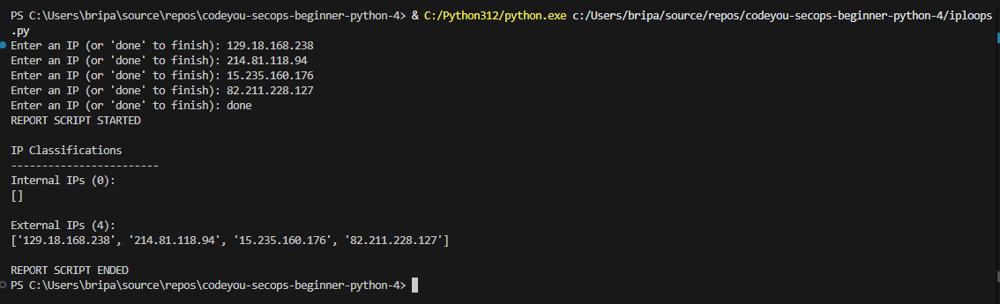 PS C:\Users\bripa\source\repos\codeyou-secops-beginner-python-4> & C:/Python312/python.exe c:/Users/bripa/source/repos/codeyou-secops-beginner-python-4/iploops
.py
Enter an IP (or 'done' to finish): 129.18.168.238
Enter an IP (or 'done' to finish): 214.81.118.94
Enter an IP (or 'done' to finish): 15.235.160.176
Enter an IP (or 'done' to finish): 82.211.228.127
Enter an IP (or 'done' to finish): done
REPORT SCRIPT STARTED

IP Classifications
------------------------
Internal IPs (0):
[]

External IPs (4):
['129.18.168.238', '214.81.118.94', '15.235.160.176', '82.211.228.127']

REPORT SCRIPT ENDED
PS C:\Users\bripa\source\repos\codeyou-secops-beginner-python-4>